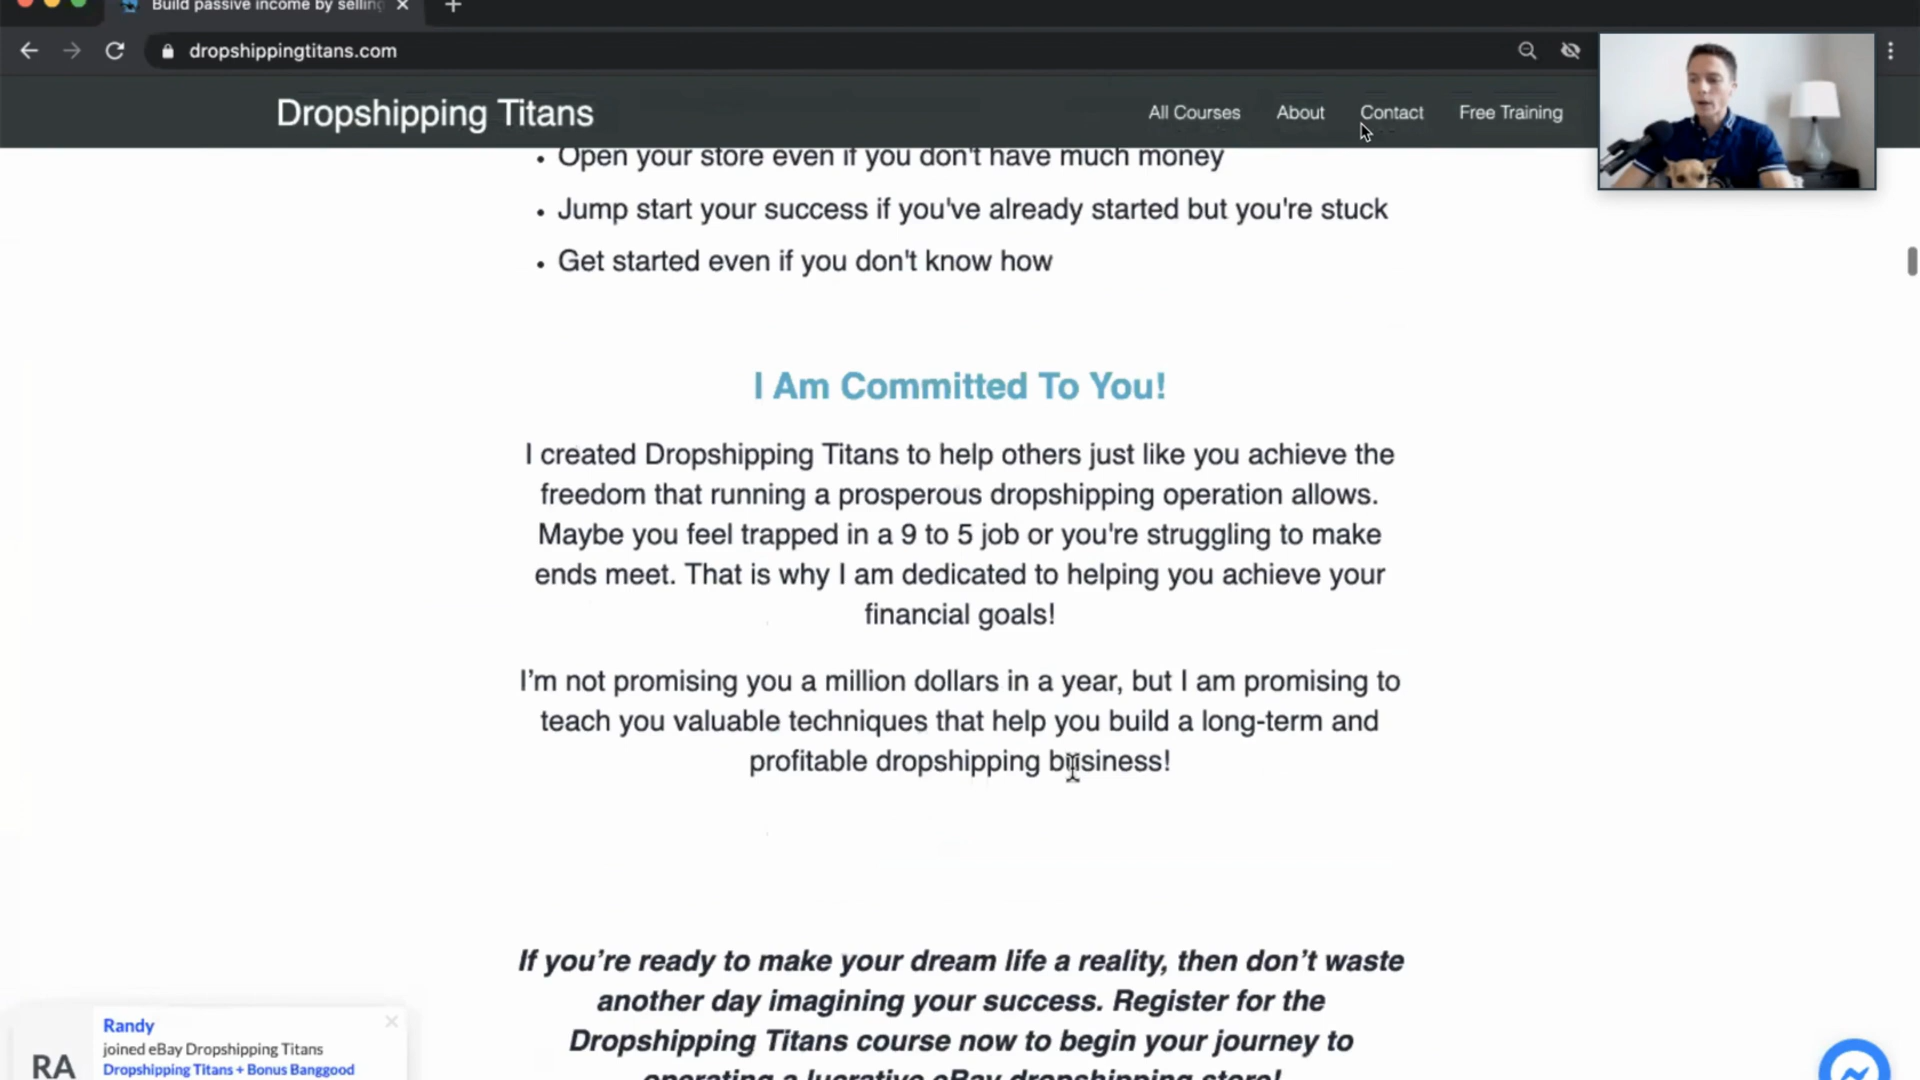 Build passive income by selling
dropshippingtitans.com
Dropshipping Titans
All Courses
About
Contact
Free Training
• Open your store even if you don't have much money
• Jump start your success if you've already started but you're stuck
• Get started even if you don't know how
I Am Committed To You!
I created Dropshipping Titans to help others just like you achieve the
freedom that running a prosperous dropshipping operation allows.
Maybe you feel trapped in a 9 to 5 job or you're struggling to make
ends meet. That is why I am dedicated to helping you achieve your
financial goals!
I’m not promising you a million dollars in a year, but I am promising to
teach you valuable techniques that help you build a long-term and
profitable dropshipping business!
If you’re ready to make your dream life a reality, then don’t waste
another day imagining your success. Register for the
Dropshipping Titans course now to begin your journey to
operating a lucrative eBay dropshipping store!
RA
Randy
joined eBay Dropshipping Titans
Dropshipping Titans + Bonus Banggood